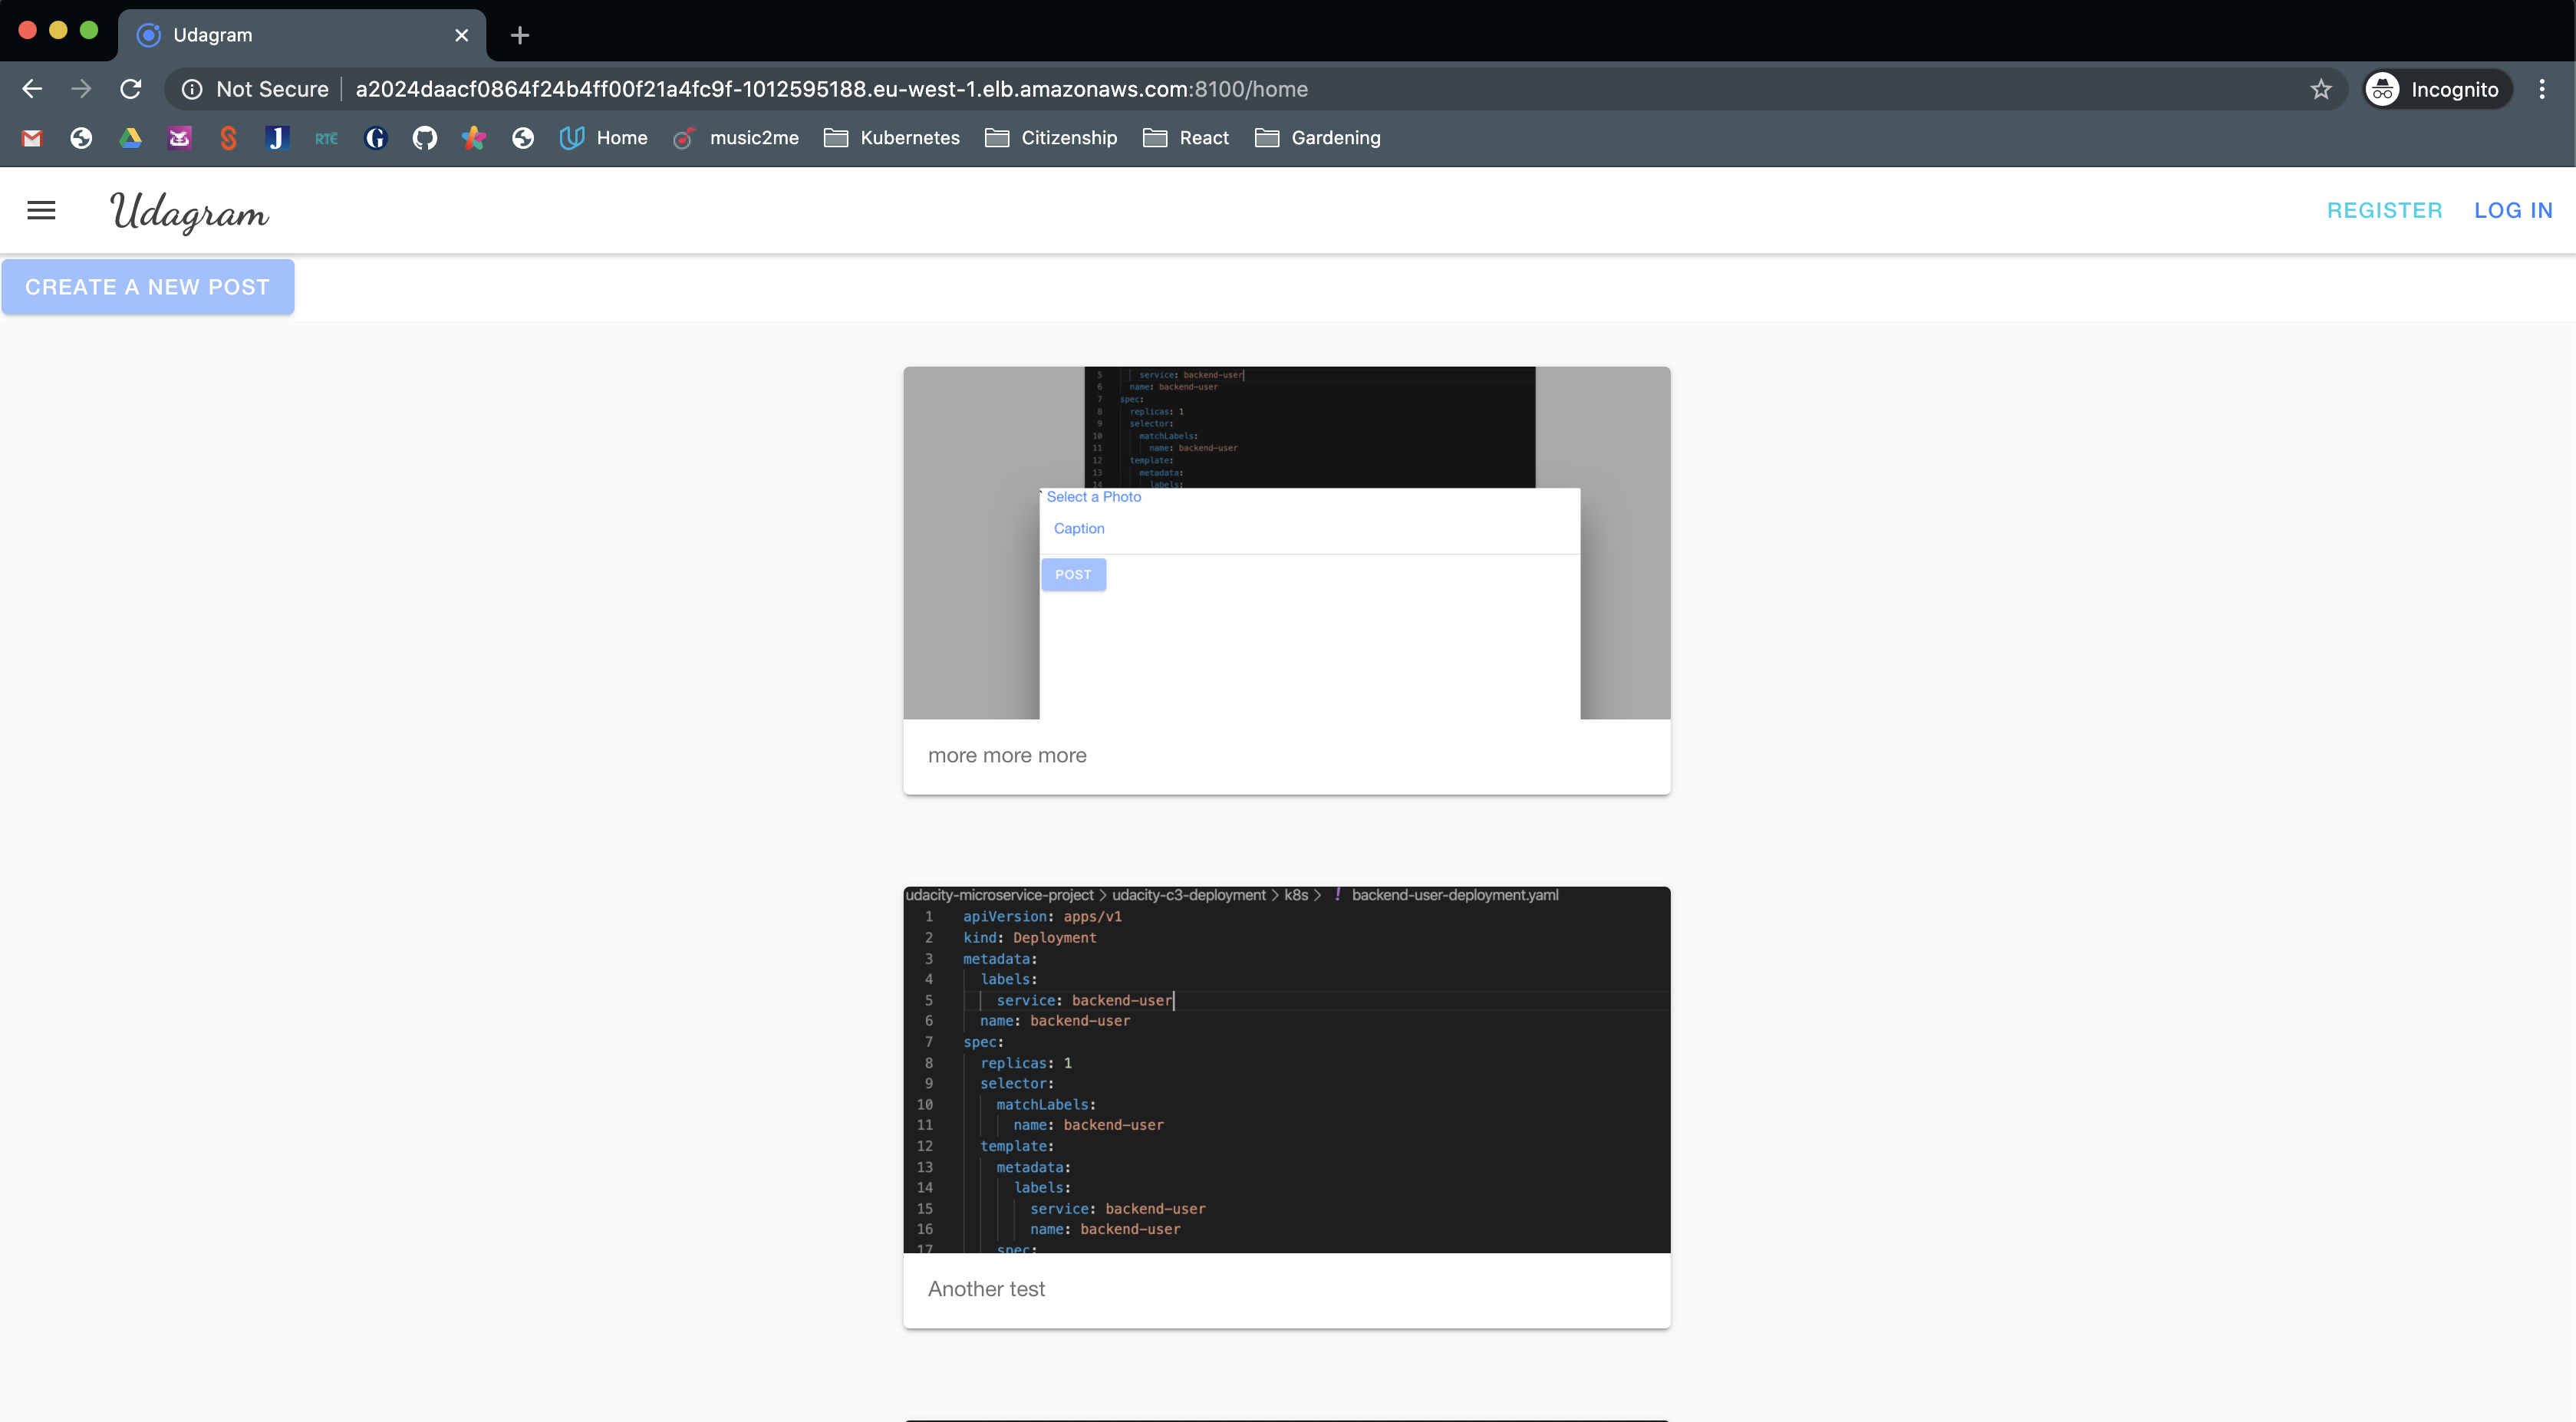 Udagram
Not Secure a2024daacf0864f24b4ff00f21a4fc9f-1012595188.eu-west-1.elb.amazonaws.com:8100/home Incognito
RTÉ Home music2me Kubernetes Citizenship React Gardening
Udagram REGISTER LOG IN
CREATE A NEW POST
5 service: backend-user
6 name: backend-user
7 spec:
8 replicas: 1
9 selector:
10 matchLabels:
11 name: backend-user
12 template:
13 metadata:
14 labels:
Select a Photo
Caption
POST
more more more
udacity-microservice-project > udacity-c3-deployment > k8s > ! backend-user-deployment.yaml
1 apiVersion: apps/v1
2 kind: Deployment
3 metadata:
4 labels:
5 service: backend-user
6 name: backend-user
7 spec:
8 replicas: 1
9 selector:
10 matchLabels:
11 name: backend-user
12 template:
13 metadata:
14 labels:
15 service: backend-user
16 name: backend-user
17 spec:
Another test